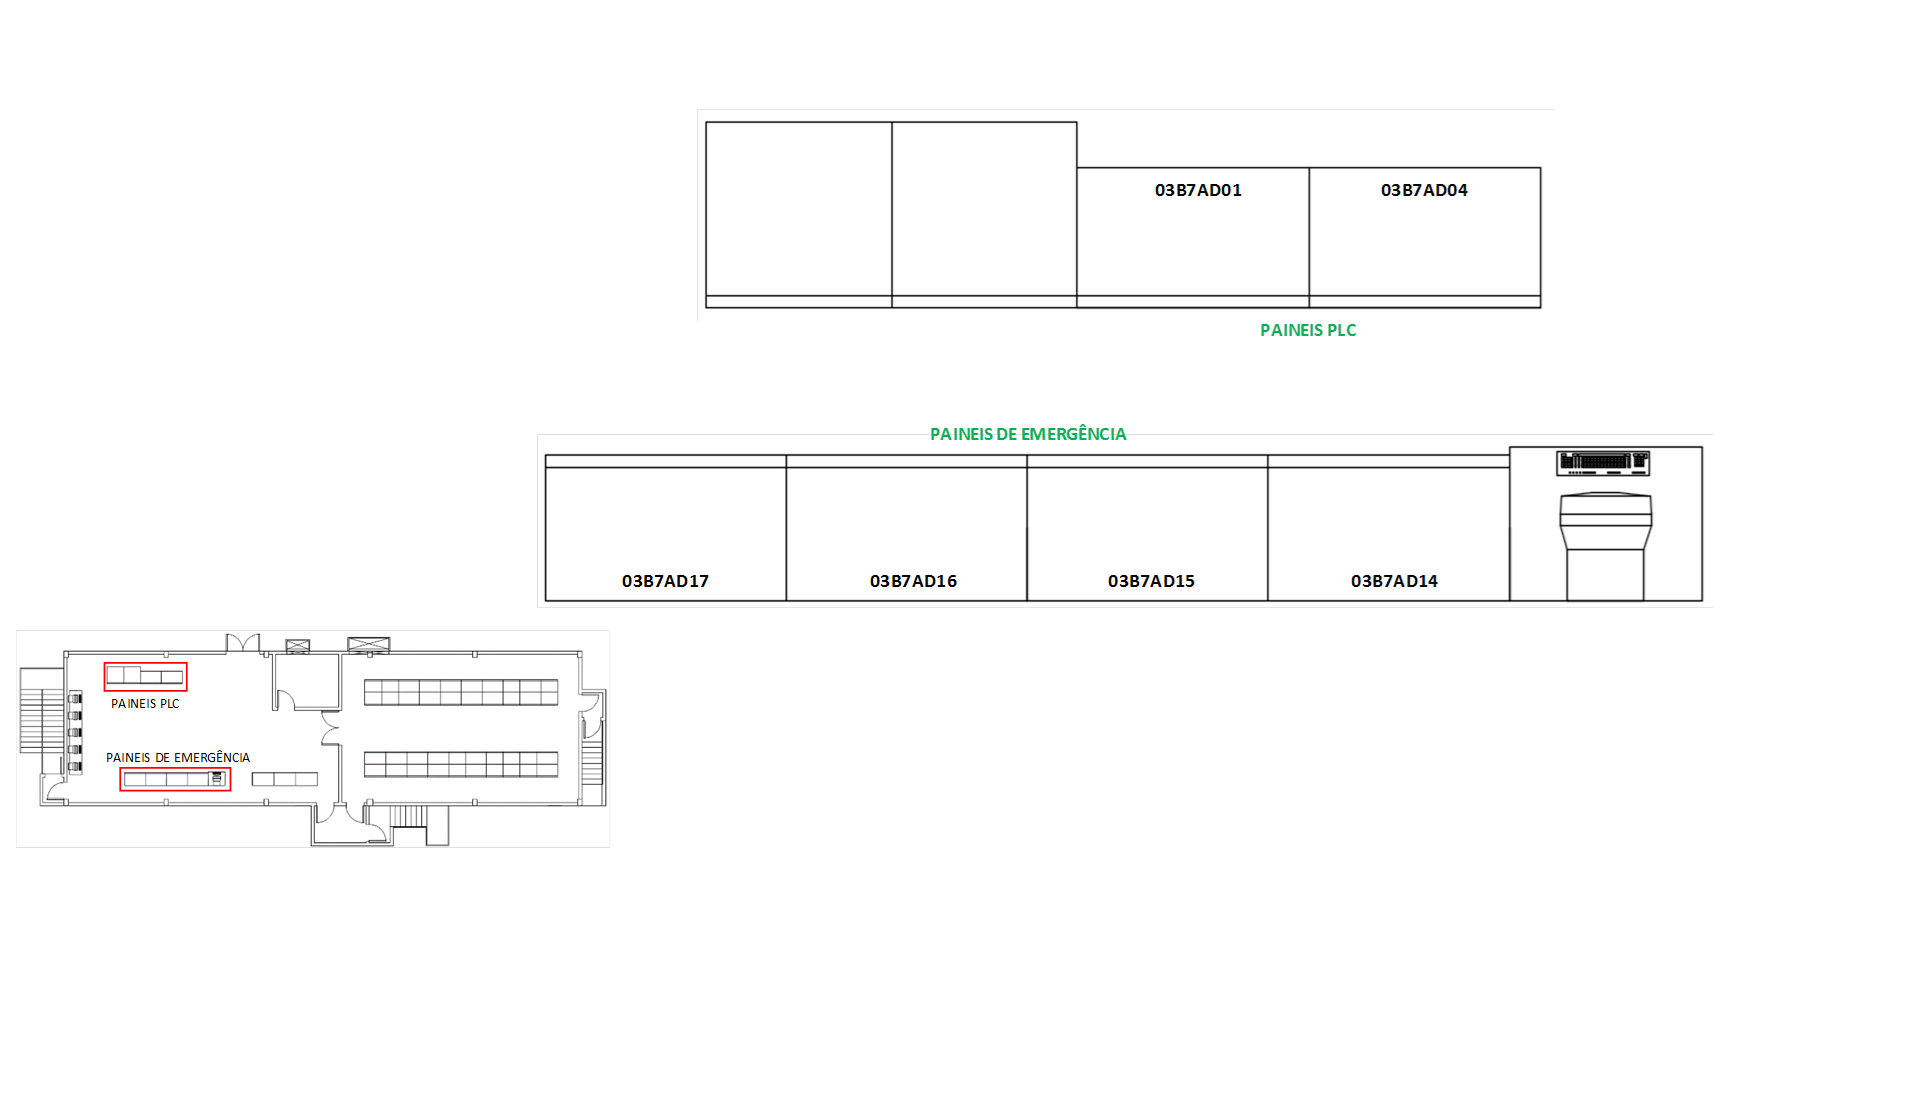 03B7AD01
03B7AD04
PAINEIS PLC
PAINEIS DE EMERGÊNCIA
03B7AD17
03B7AD16
03B7AD15
03B7AD14
PAINEIS PLC
PAINEIS DE EMERGÊNCIA